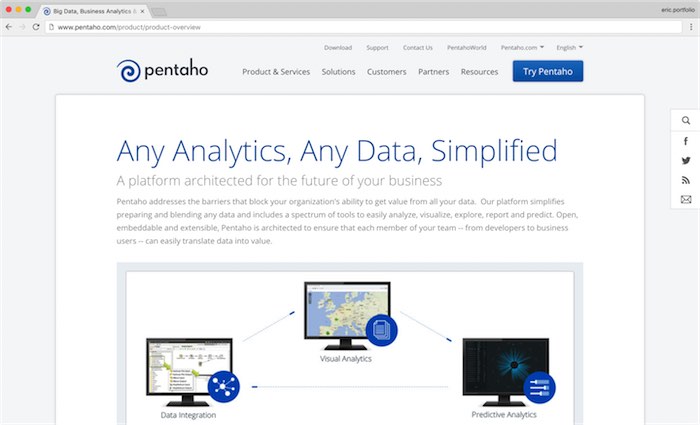 Big Data, Business Analytics &
eric.portfolio
www.pentaho.com/product/product-overview
Download Support Contact Us PentahoWorld Pentaho.com English
pentaho
Product & Services Solutions Customers Partners Resources Try Pentaho
Any Analytics, Any Data, Simplified
A platform architected for the future of your business
Pentaho addresses the barriers that block your organization's ability to get value from all your data. Our platform simplifies
preparing and blending any data and includes a spectrum of tools to easily analyze, visualize, explore, report and predict. Open,
embeddable and extensible, Pentaho is architected to ensure that each member of your team -- from developers to business
users -- can easily translate data into value.
Visual Analytics
Data Integration
Predictive Analytics